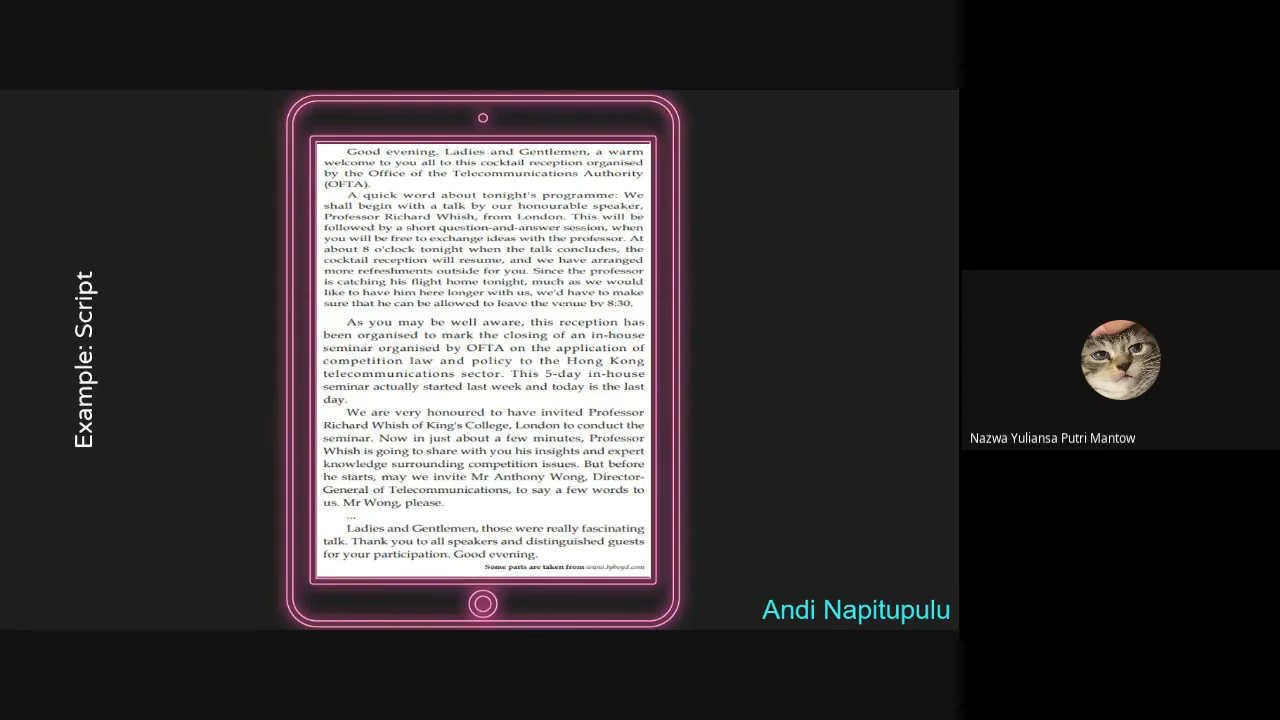 Example: Script
Good evening. Ladies and Gentlemen, a warm
welcome to you all to this cocktail reception organised
by the Office of the Telecommunications Authority
(OFTA).
A quick word about tonight's programme: We
shall begin with a talk by our honourable speaker,
Professor Richard Whish, from London. This will be
followed by a short question-and-answer session, when
you will be free to exchange ideas with the professor. At
about 8 o'clock tonight when the talk concludes, the
cocktail reception will resume, and we have arranged
more refreshments outside for you. Since the professor
is catching his flight home tonight, much as we would
like to have him here longer with us, we'd have to make
sure that he can be allowed to leave the venue by 8:30.
As you may be well aware, this reception has
been organised to mark the closing of an in-house
seminar organised by OFTA on the application of
competition law and policy to the Hong Kong
telecommunications sector. This 5-day in-house
seminar actually started last week and today is the last
day.
We are very honoured to have invited Professor
Richard Whish of King's College, London to conduct the
seminar. Now in just about a few minutes, Professor
Whish is going to share with you his insights and expert
knowledge surrounding competition issues. But before
he starts, may we invite Mr Anthony Wong, Director-
General of Telecommunications, to say a few words to
us. Mr Wong, please.
...
Ladies and Gentlemen, those were really fascinating
talk. Thank you to all speakers and distinguished guests
for your participation. Good evening.
Some parts are taken from www.tyboyd.com
Andi Napitupulu
Nazwa Yuliansa Putri Mantow